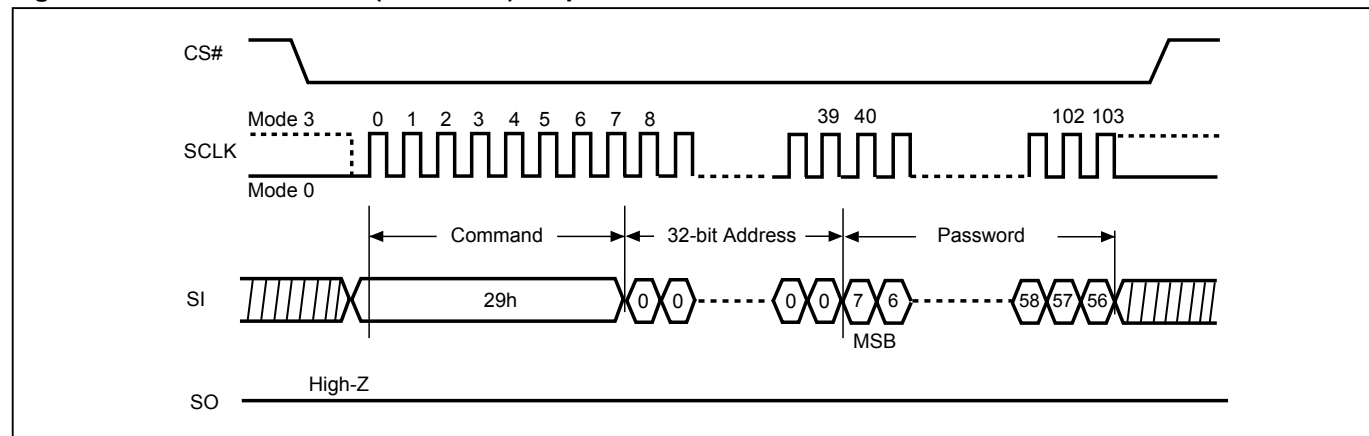 CS#
Mode 3
0 1 2 3 4 5 6 7 8
39 40
102 103
SCLK
Mode 0
Command
32-bit Address
Password
SI
29h
0 0
0 0 7 6
58 57 56
MSB
High-Z
SO